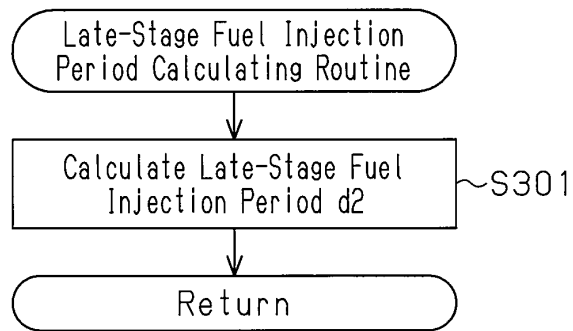 Late-Stage Fuel Injection
Period Calculating Routine
Calculate Late-Stage Fuel
Injection Period d2
S301
Return